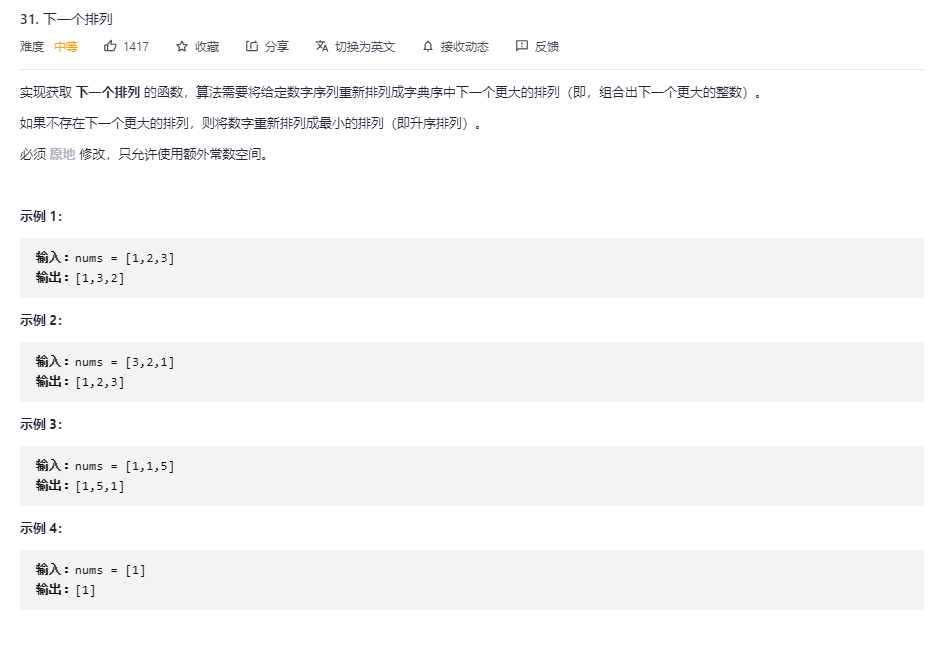 31. 下一个排列
难度 中等 1417 收藏 分享 切换为英文 接收动态 反馈
实现获取 下一个排列 的函数，算法需要将给定数字序列重新排列成字典序中下一个更大的排列（即，组合出下一个更大的整数）。
如果不存在下一个更大的排列，则将数字重新排列成最小的排列（即升序排列）。
必须 原地 修改，只允许使用额外常数空间。
示例 1：
输入：nums = [1,2,3]
输出：[1,3,2]
示例 2：
输入：nums = [3,2,1]
输出：[1,2,3]
示例 3：
输入：nums = [1,1,5]
输出：[1,5,1]
示例 4：
输入：nums = [1]
输出：[1]